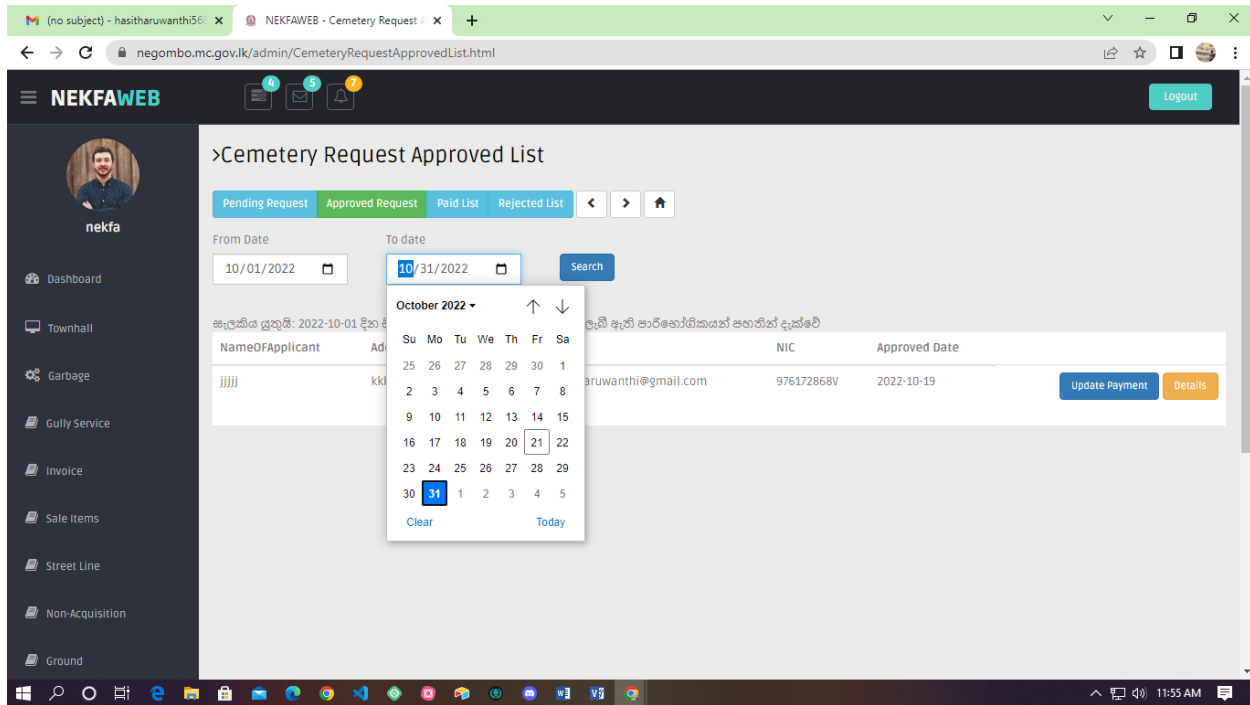 (no subject) - hasitharuwanthi56
NEKFAWEB - Cemetery Request A
negombo.mc.gov.lk/admin/CemeteryRequestApprovedList.html
NEKFAWEB
4
5
7
Logout
nekfa
Dashboard
Townhall
Garbage
Gully Service
Invoice
Sale Items
Street Line
Non-Acquisition
Ground
>Cemetery Request Approved List
Pending Request Approved Request Paid List Rejected List
From Date To date
10/01/2022 10/31/2022 Search
සැලකිය යුතුයි: 2022-10-01 දින ලැබී ඇති පාරිභෝගිකයන් පහතින් දැක්වේ
NameOFApplicant Ad NIC Approved Date
jjjjj kkl aruwanthi@gmail.com 976172868V 2022-10-19 Update Payment Details
October 2022
Su Mo Tu We Th Fr Sa
25 26 27 28 29 30 1
2 3 4 5 6 7 8
9 10 11 12 13 14 15
16 17 18 19 20 21 22
23 24 25 26 27 28 29
30 31 1 2 3 4 5
Clear Today
11:55 AM